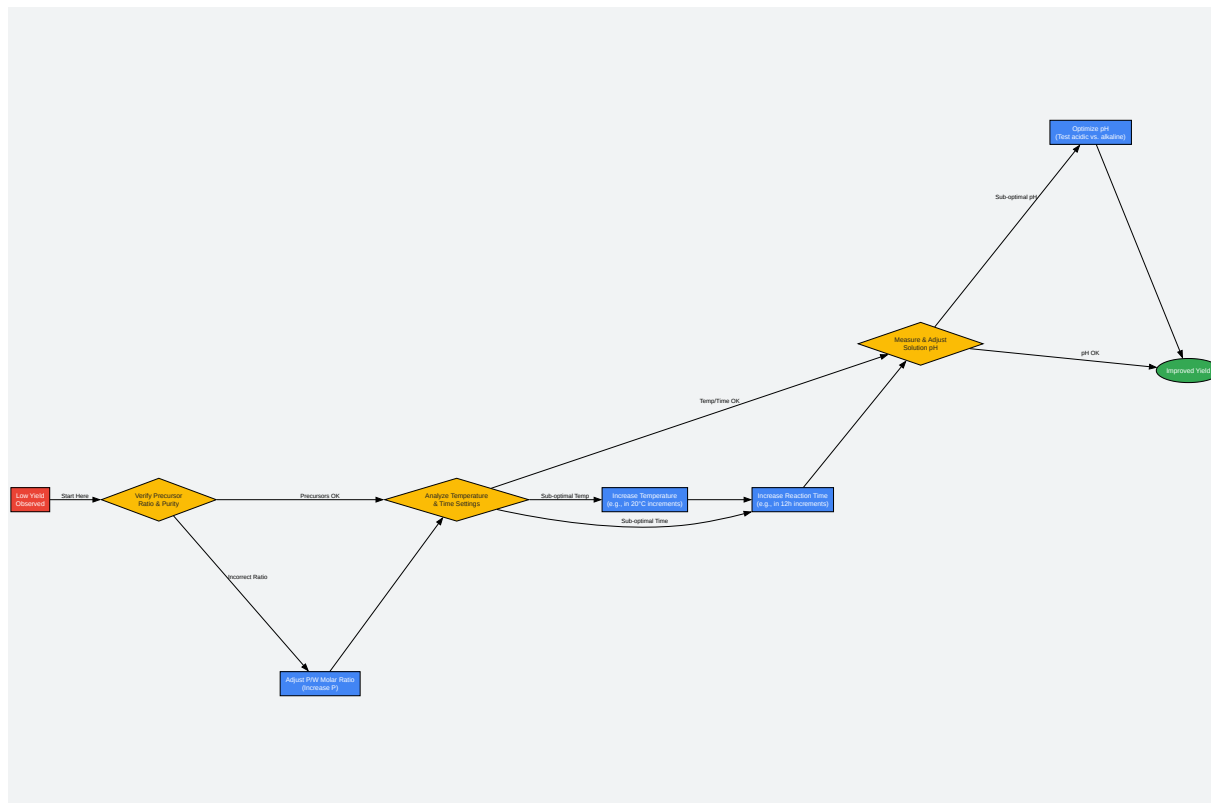 Optimize pH
(Test acidic vs. alkaline)
Sub-optimal pH
Measure & Adjust
Solution pH
pH OK
Improved Yield
Temp/Time OK
Low Yield
Observed
Start Here
Verify Precursor
Ratio & Purity
Precursors OK
Analyze Temperature
& Time Settings
Sub-optimal Temp
Increase Temperature
(e.g., in 20°C increments)
Increase Reaction Time
(e.g., in 12h increments)
Sub-optimal Time
Incorrect Ratio
Adjust P/W Molar Ratio
(Increase P)